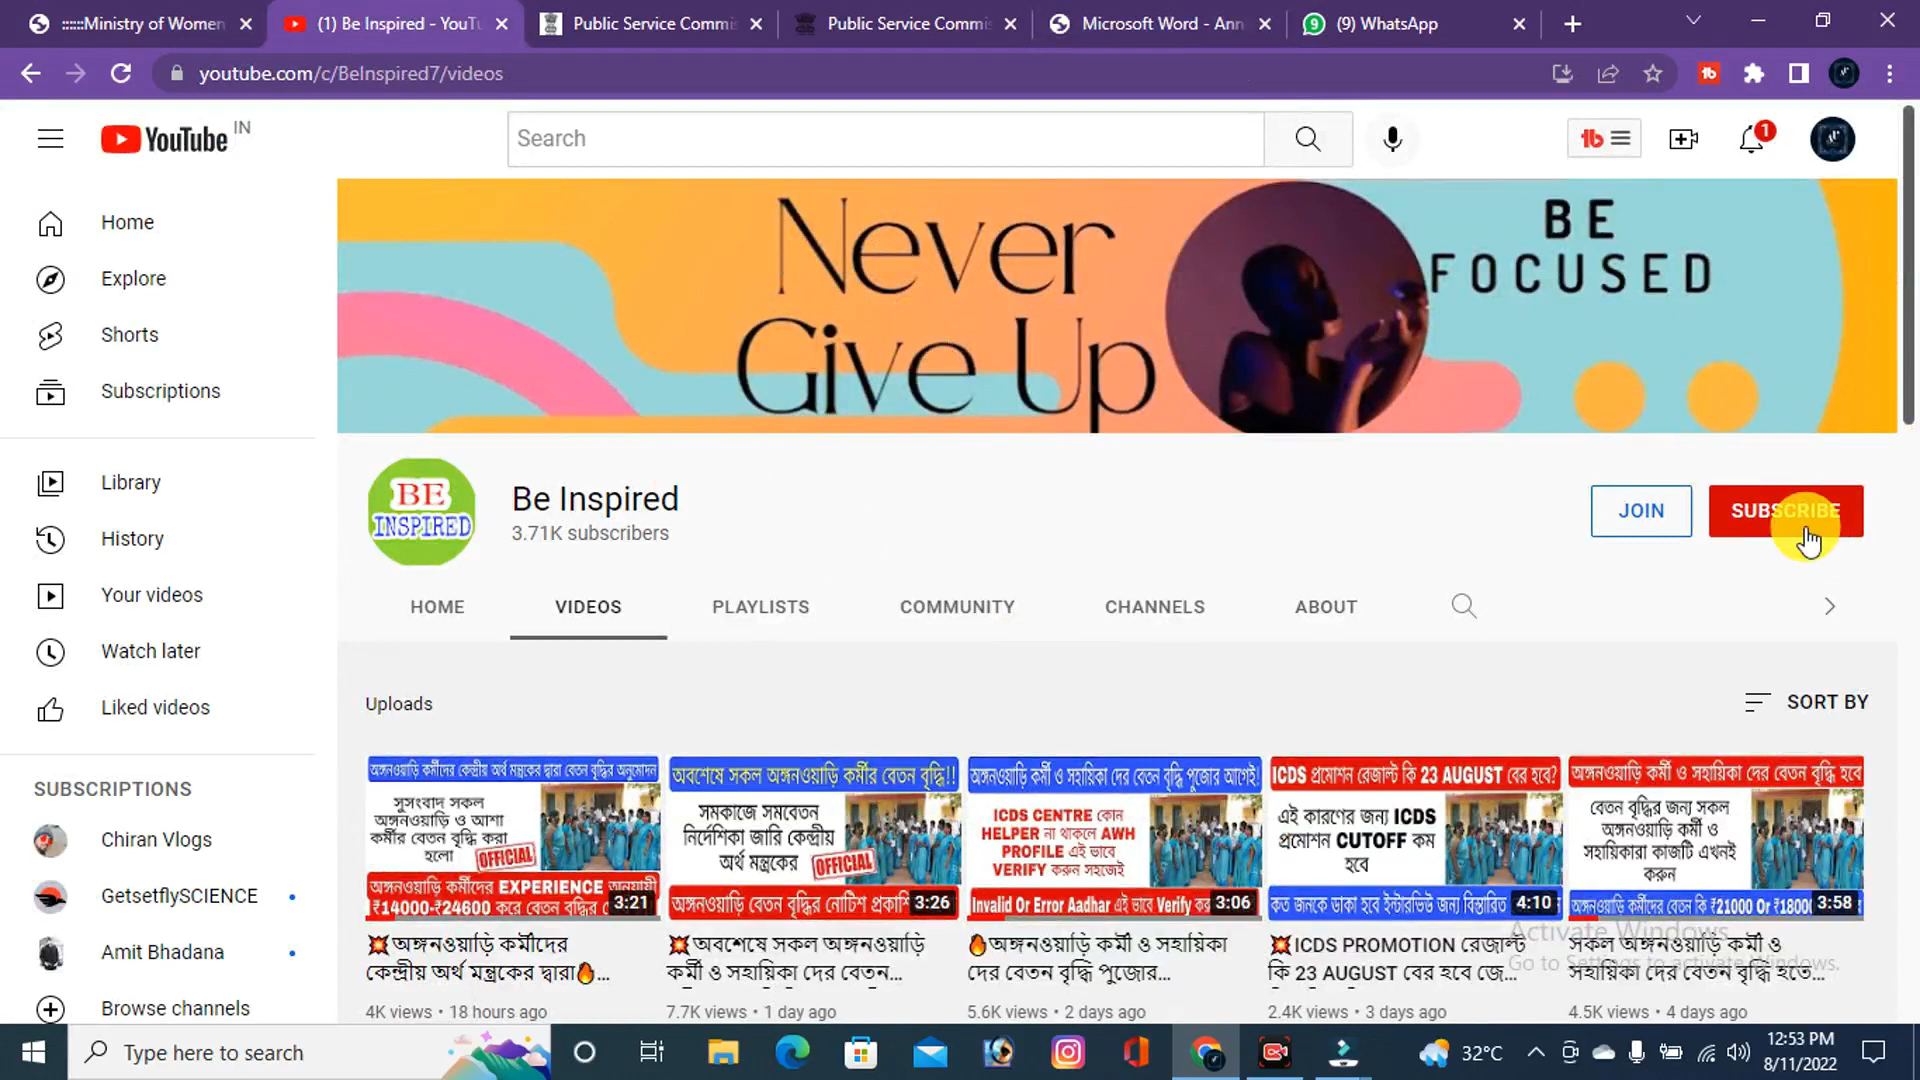 :::::Ministry of Women
(1) Be Inspired - YouTu
Public Service Commis
Public Service Commis
Microsoft Word - Ann
(9) WhatsApp
youtube.com/c/BeInspired7/videos
YouTube IN
Search
1
Never
Give Up
BE
FOCUSED
Home
Explore
Shorts
Subscriptions
Library
History
Your videos
Watch later
Liked videos
SUBSCRIPTIONS
Chiran Vlogs
GetsetflySCIENCE
Amit Bhadana
Browse channels
BE
INSPIRED
Be Inspired
3.71K subscribers
JOIN
SUBSCRIBE
HOME
VIDEOS
PLAYLISTS
COMMUNITY
CHANNELS
ABOUT
Uploads
SORT BY
অঙ্গনওয়াড়ি কর্মীদের কেন্দ্রীয় অর্থ মন্ত্রকের দ্বারা বেতন বৃদ্ধির অনুমোদন
সুসংবাদ সকল
অঙ্গনওয়াড়ি ও আশা
কর্মীর বেতন বৃদ্ধি করা
হলো
OFFICIAL
অঙ্গনওয়াড়ি কর্মীদের EXPERIENCE অনুযায়ী
₹14000-₹24600 করে বেতন বৃদ্ধির
3:21
💥অঙ্গনওয়াড়ি কর্মীদের
কেন্দ্রীয় অর্থ মন্ত্রকের দ্বারা🔥...
4K views • 18 hours ago
অবশেষে সকল অঙ্গনওয়াড়ি কর্মীর বেতন বৃদ্ধি!!
সমকাজে সমবেতন
নির্দেশিকা জারি কেন্দ্রীয়
অর্থ মন্ত্রকের
OFFICIAL
অঙ্গনওয়াড়ি বেতন বৃদ্ধির নোটিশ প্রকাশি
3:26
💥অবশেষে সকল অঙ্গনওয়াড়ি
কর্মী ও সহায়িকা দের বেতন...
7.7K views • 1 day ago
অঙ্গনওয়াড়ি কর্মী ও সহায়িকা দের বেতন বৃদ্ধি পুজোর আগেই!
ICDS CENTRE কোন
HELPER না থাকলে AWH
PROFILE এই ভাবে
VERIFY করুন সহজেই
Invalid Or Error Aadhar এই ভাবে Verify কর
3:06
🔥অঙ্গনওয়াড়ি কর্মী ও সহায়িকা
দের বেতন বৃদ্ধি পুজোর...
5.6K views • 2 days ago
ICDS প্রমোশন রেজাল্ট কি 23 AUGUST বের হবে?
এই কারণের জন্য ICDS
প্রমোশন CUTOFF কম
হবে
কত জনকে ডাকা হবে ইন্টারভিউ জন্য বিস্তারিত
4:10
💥ICDS PROMOTION রেজাল্ট
কি 23 AUGUST বের হবে জে...
2.4K views • 3 days ago
অঙ্গনওয়াড়ি কর্মী ও সহায়িকা দের বেতন বৃদ্ধি হবে
বেতন বৃদ্ধির জন্য সকল
অঙ্গনওয়াড়ি কর্মী ও
সহায়িকারা কাজটি এখনই
করুন
অঙ্গনওয়াড়ি কর্মীদের বেতন কি ₹21000 Or ₹18000
3:58
সকল অঙ্গনওয়াড়ি কর্মী ও
সহায়িকা দের বেতন বৃদ্ধি হতে...
4.5K views • 4 days ago
Activate Windows
Go to Settings to activate Windows.
Type here to search
32°C
12:53 PM
8/11/2022